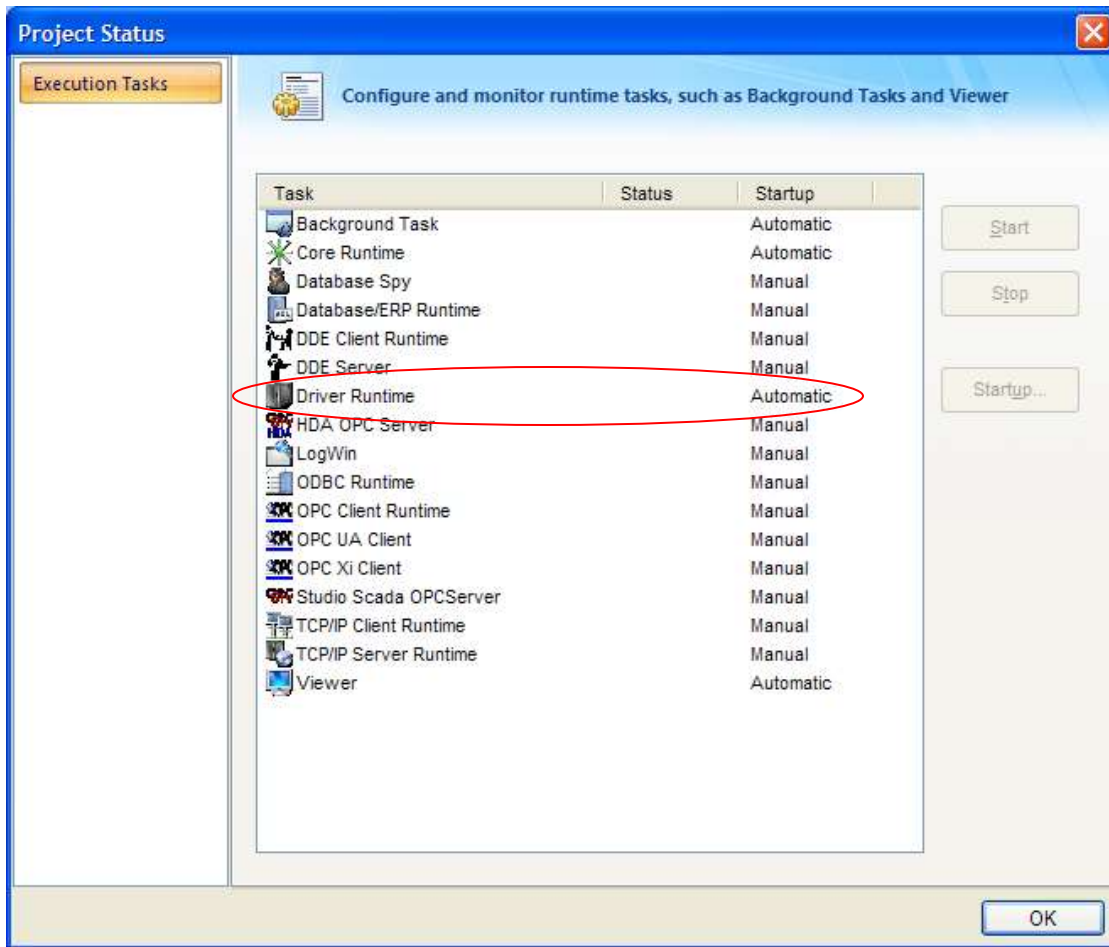 Project Status
Execution Tasks
Configure and monitor runtime tasks, such as Background Tasks and Viewer
Task Status Startup
Background Task Automatic
Core Runtime Automatic
Database Spy Manual
Database/ERP Runtime Manual
DDE Client Runtime Manual
DDE Server Manual
Driver Runtime Automatic
HDA OPC Server Manual
LogWin Manual
ODBC Runtime Manual
OPC Client Runtime Manual
OPC UA Client Manual
OPC Xi Client Manual
Studio Scada OPCServer Manual
TCP/IP Client Runtime Manual
TCP/IP Server Runtime Manual
Viewer Automatic
Start
Stop
Startup...
OK